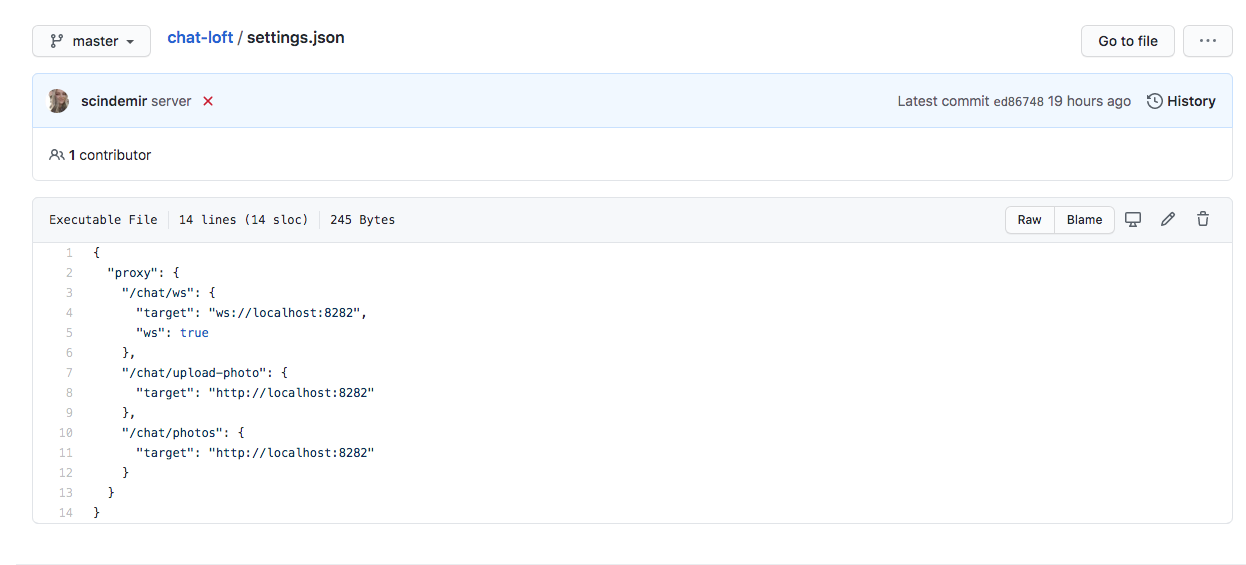 master
chat-loft / settings.json
Go to file
...
scindemir server
Latest commit ed86748 19 hours ago
History
1 contributor
Executable File
14 lines (14 sloc)
245 Bytes
Raw
Blame
1 {
2   "proxy": {
3     "/chat/ws": {
4       "target": "ws://localhost:8282",
5       "ws": true
6     },
7     "/chat/upload-photo": {
8       "target": "http://localhost:8282"
9     },
10     "/chat/photos": {
11       "target": "http://localhost:8282"
12     }
13   }
14 }